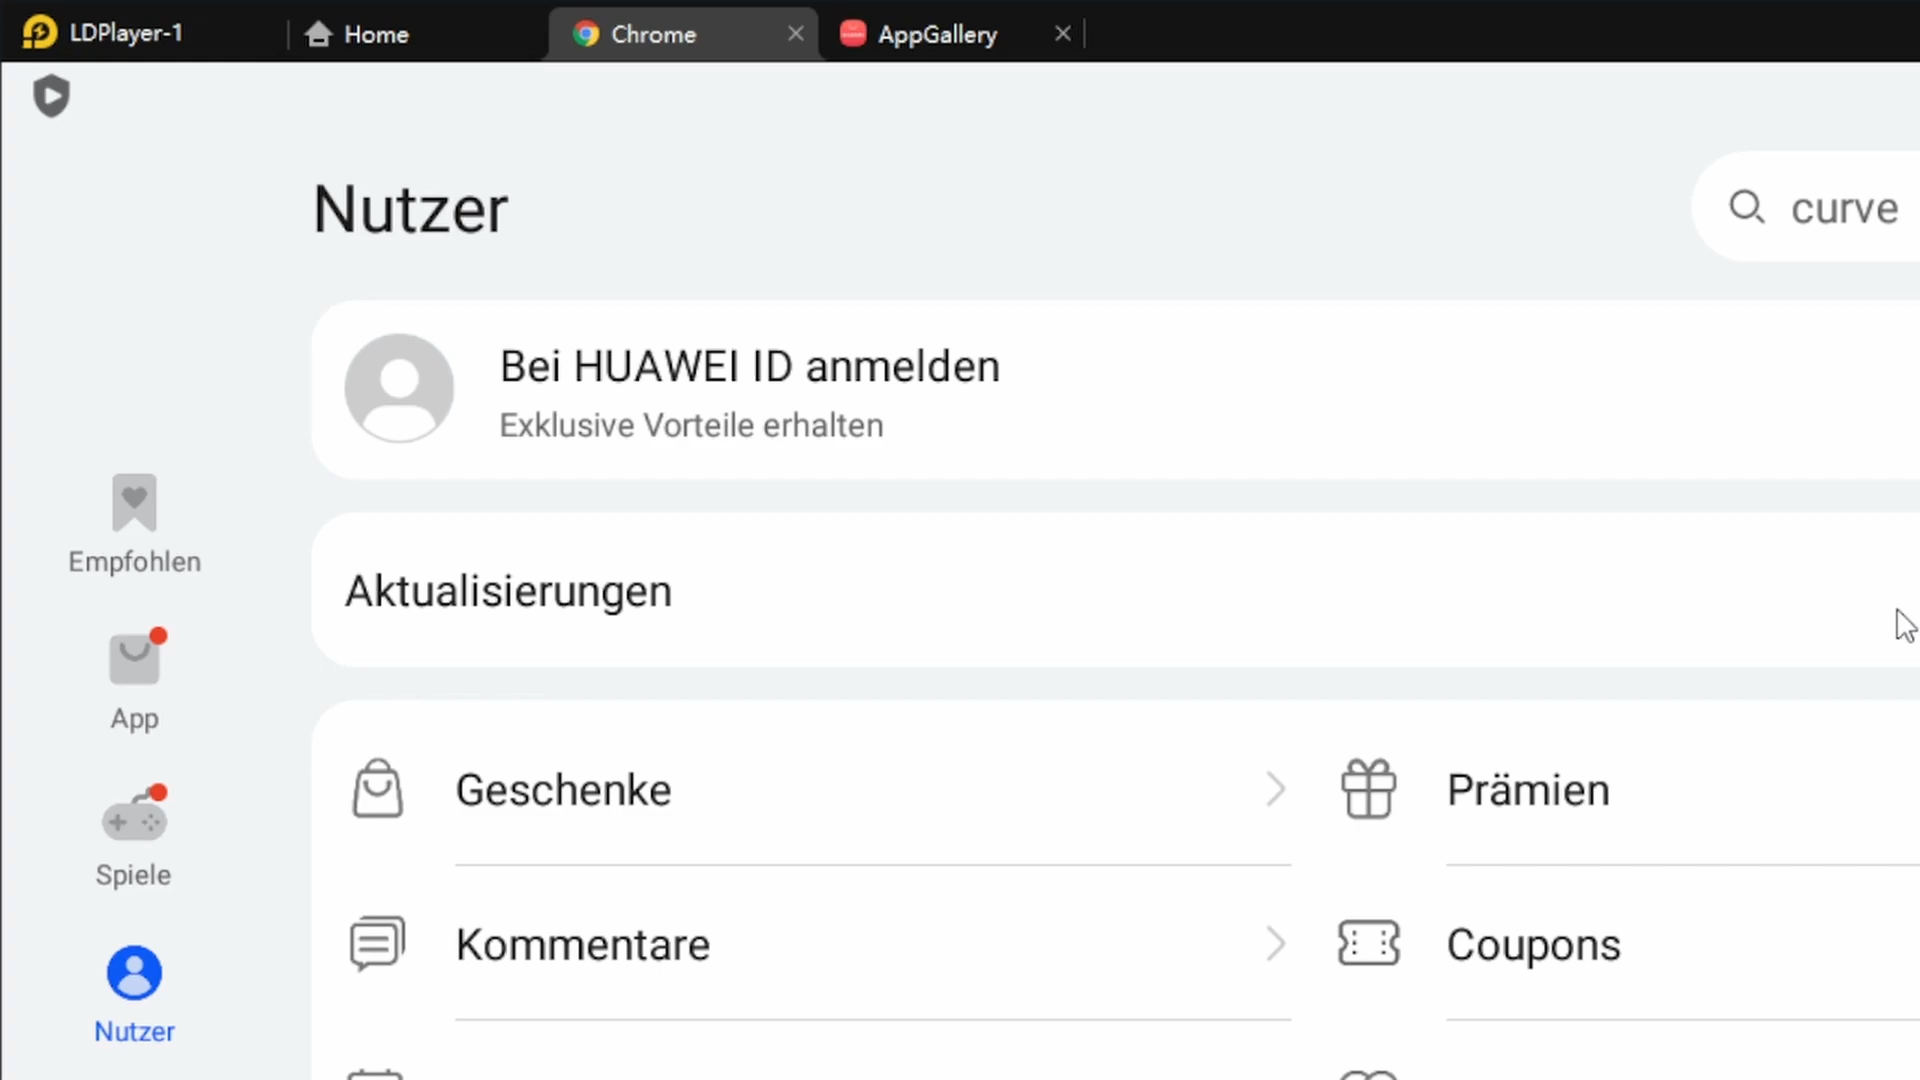 LDPlayer-1
Home
Chrome
AppGallery
Nutzer
curve
Bei HUAWEI ID anmelden
Exklusive Vorteile erhalten
Empfohlen
Aktualisierungen
App
Geschenke
Prämien
Spiele
Kommentare
Coupons
Nutzer